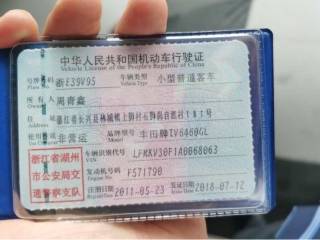 中华人民共和国机动车行驶证
Vehicle License of the People's Republic of China
号牌号码 浙E39V95 车辆类型 小型普通客车
所有人 周青鑫
住址 浙江省长兴县林城镇上
使用性质 非营运 品牌型号 丰田牌TV6460GL
浙江省湖州市公安局交通警察支队
车辆识别代号 LFMKV30F1A0068063
发动机号码 F571790
注册日期 2011-05-23 发证日期 2018-07-12